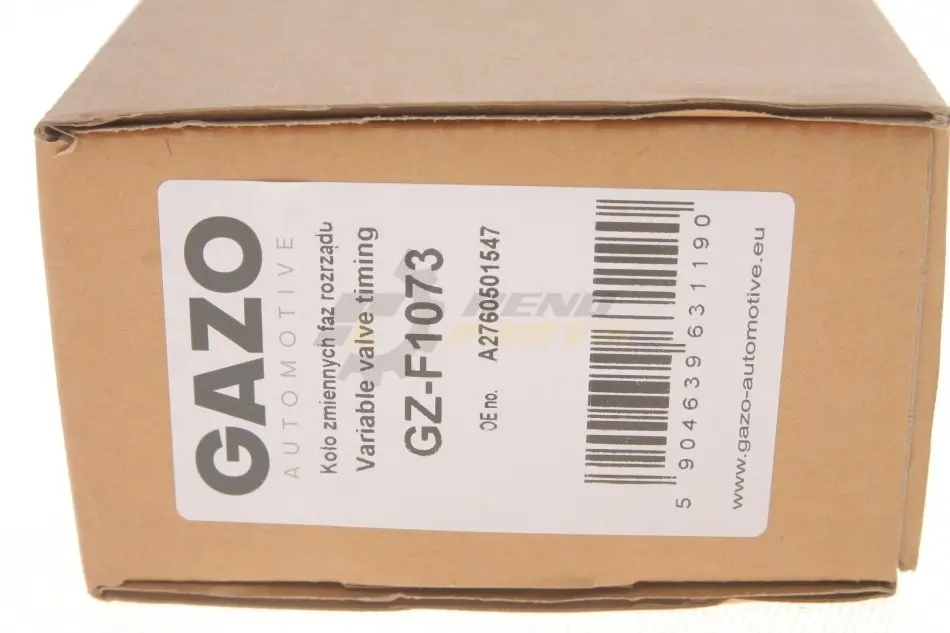 GAZO
AUTOMOTIVE
Koło zmiennych faz rozrządu
Variable valve timing
GZ-F1073
OE no. A2760501547
5 904639 631190
www.gazo-automotive.eu